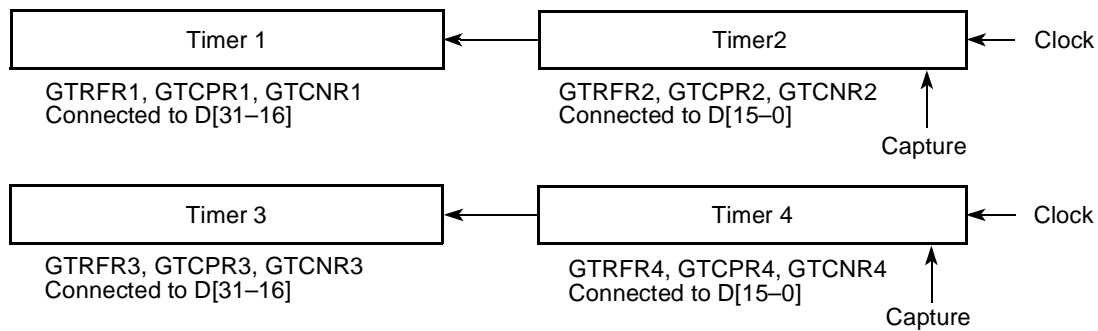 Timer 1
Timer2
Clock
GTRFR1, GTCPR1, GTCNR1
Connected to D[31–16]
GTRFR2, GTCPR2, GTCNR2
Connected to D[15–0]
Capture
Timer 3
Timer 4
Clock
GTRFR3, GTCPR3, GTCNR3
Connected to D[31–16]
GTRFR4, GTCPR4, GTCNR4
Connected to D[15–0]
Capture